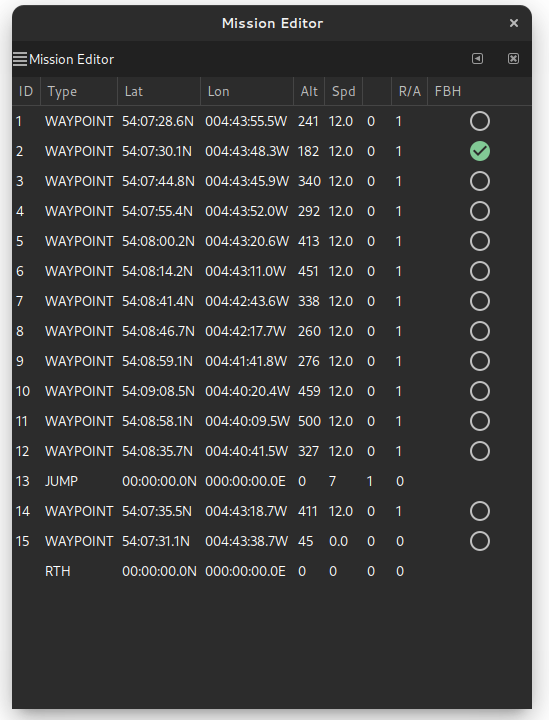 Mission Editor
Mission Editor
ID Type Lat Lon Alt Spd R/A FBH
1 WAYPOINT 54:07:28.6N 004:43:55.5W 241 12.0 0 1
2 WAYPOINT 54:07:30.1N 004:43:48.3W 182 12.0 0 1
3 WAYPOINT 54:07:44.8N 004:43:45.9W 340 12.0 0 1
4 WAYPOINT 54:07:55.4N 004:43:52.0W 292 12.0 0 1
5 WAYPOINT 54:08:00.2N 004:43:20.6W 413 12.0 0 1
6 WAYPOINT 54:08:14.2N 004:43:11.0W 451 12.0 0 1
7 WAYPOINT 54:08:41.4N 004:42:43.6W 338 12.0 0 1
8 WAYPOINT 54:08:46.7N 004:42:17.7W 260 12.0 0 1
9 WAYPOINT 54:08:59.1N 004:41:41.8W 276 12.0 0 1
10 WAYPOINT 54:09:08.5N 004:40:20.4W 459 12.0 0 1
11 WAYPOINT 54:08:58.1N 004:40:09.5W 500 12.0 0 1
12 WAYPOINT 54:08:35.7N 004:40:41.5W 327 12.0 0 1
13 JUMP 00:00:00.0N 000:00:00.0E 0 7 1 0
14 WAYPOINT 54:07:35.5N 004:43:18.7W 411 12.0 0 1
15 WAYPOINT 54:07:31.1N 004:43:38.7W 45 0.0 0 0
RTH 00:00:00.0N 000:00:00.0E 0 0 0 0